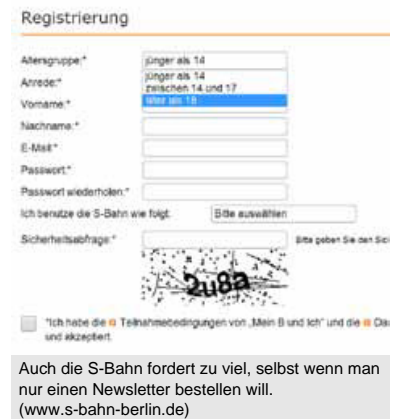 Registrierung
Altersgruppe:* jünger als 14
jünger als 14
Anrede:* zwischen 14 und 17
älter als 18
Vorname:*
Nachname:*
E-Mail:*
Passwort:*
Passwort wiederholen:*
Ich benutze die S-Bahn wie folgt: Bitte auswählen
Sicherheitsabfrage:* Bitte geben Sie den Sic
2u8a
*Ich habe die Teilnahmebedingungen von „Mein B und Ich" und die Da
und akzeptiert.
Auch die S-Bahn fordert zu viel, selbst wenn man
nur einen Newsletter bestellen will.
(www.s-bahn-berlin.de)